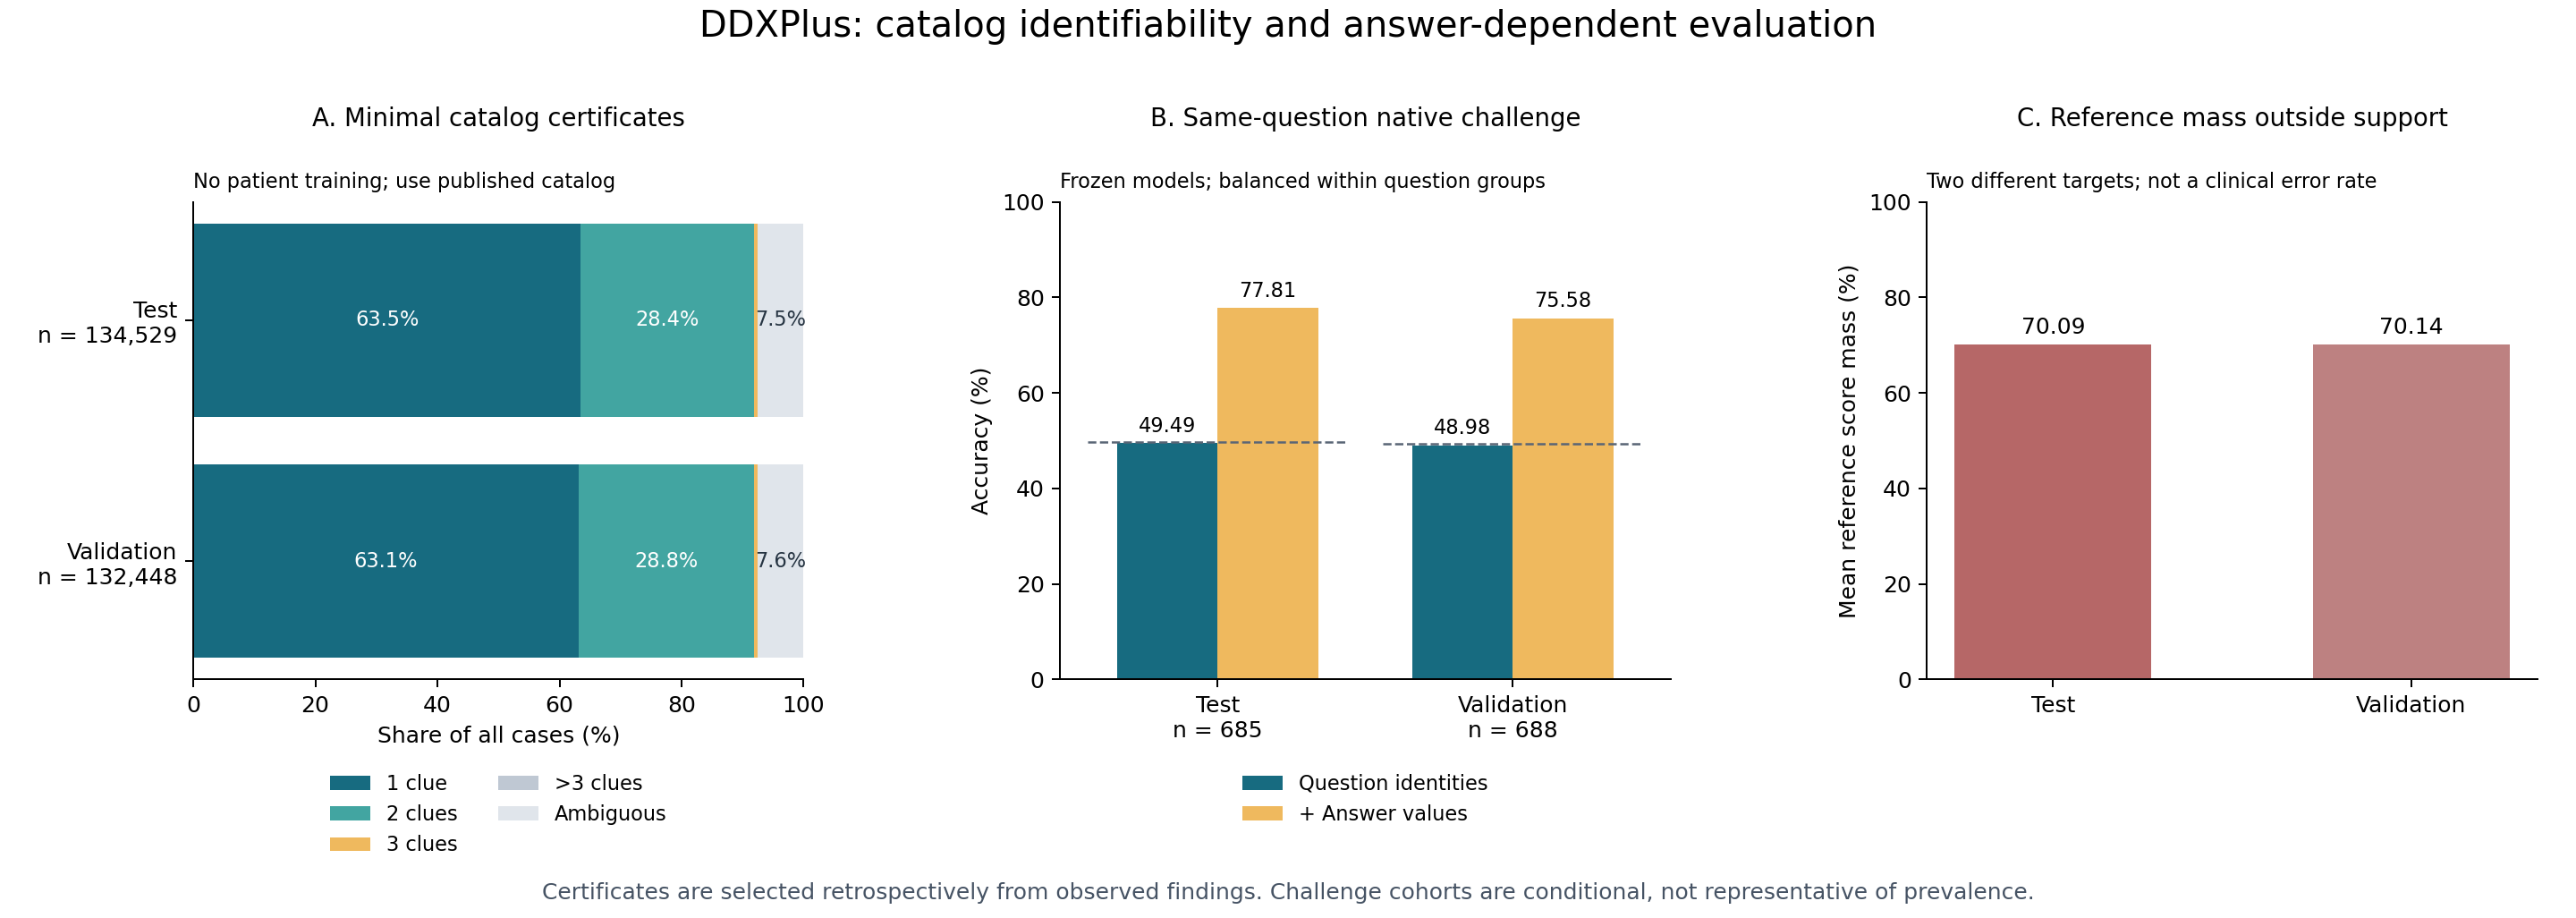 DDXPlus: catalog identifiability and answer-dependent evaluation
A. Minimal catalog certificates
No patient training; use published catalog
Test
n = 134,529
63.5%
28.4%
7.5%
Validation
n = 132,448
63.1%
28.8%
7.6%
0
20
40
60
80
100
Share of all cases (%)
1 clue
2 clues
3 clues
>3 clues
Ambiguous
B. Same-question native challenge
Frozen models; balanced within question groups
Accuracy (%)
100
80
60
40
20
0
49.49
77.81
48.98
75.58
Test
n = 685
Validation
n = 688
Question identities
+ Answer values
C. Reference mass outside support
Two different targets; not a clinical error rate
Mean reference score mass (%)
100
80
60
40
20
0
70.09
70.14
Test
Validation
Certificates are selected retrospectively from observed findings. Challenge cohorts are conditional, not representative of prevalence.